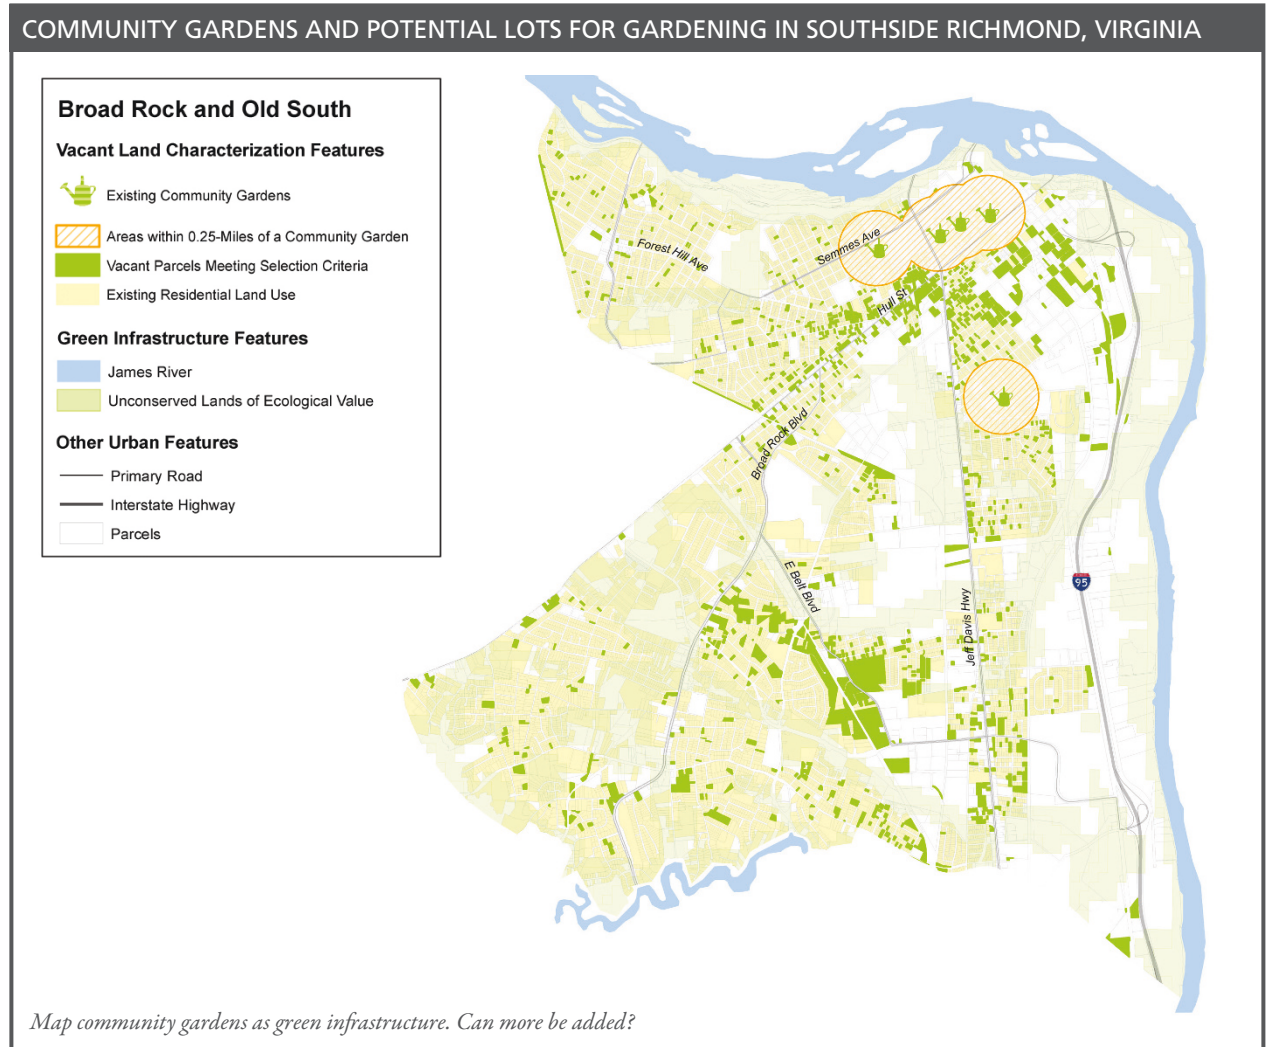 COMMUNITY GARDENS AND POTENTIAL LOTS FOR GARDENING IN SOUTHSIDE RICHMOND, VIRGINIA
Broad Rock and Old South
Vacant Land Characterization Features
Existing Community Gardens
Areas within 0.25-Miles of a Community Garden
Vacant Parcels Meeting Selection Criteria
Existing Residential Land Use
Green Infrastructure Features
James River
Unconserved Lands of Ecological Value
Other Urban Features
Primary Road
Interstate Highway
Parcels
Forest Hill Ave
Semmes Ave
Hull St
Broad Rock Blvd
E Belt Blvd
Jeff Davis Hwy
95
Map community gardens as green infrastructure. Can more be added?